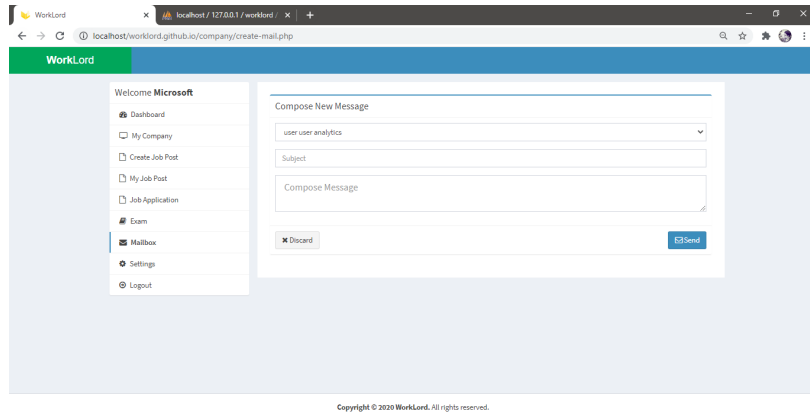 WorkLord
localhost / 127.0.0.1 / worklord /
localhost/worklord.github.io/company/create-mail.php
WorkLord
Welcome Microsoft
Dashboard
My Company
Create Job Post
My Job Post
Job Application
Exam
Mailbox
Settings
Logout
Compose New Message
user user analytics
Subject
Compose Message
Discard
Send
Copyright © 2020 WorkLord. All rights reserved.